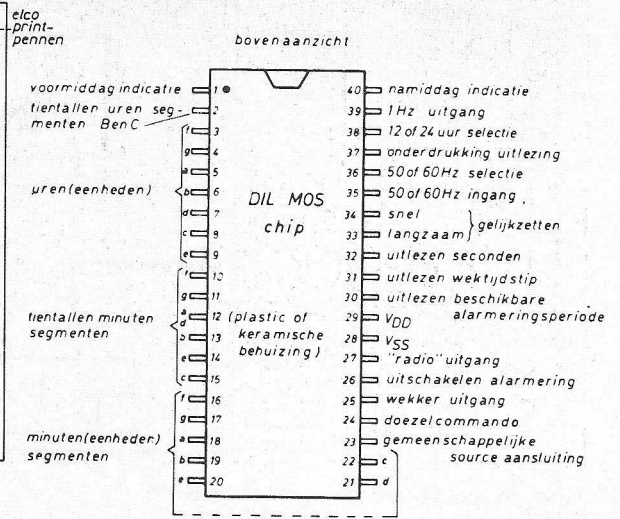 elco
print-
pennen
bovenaanzicht
voormiddag indicatie 1
tientallen uren seg- 2
menten B en C
f 3
g 4
a 5
uren (eenheden) b 6
d 7
c 8
e 9
f 10
g 11
tientallen minuten a d 12
segmenten b 13
e 14
c 15
f 16
g 17
minuten (eenheden) a 18
segmenten b 19
e 20
DIL MOS
chip
(plastic of
keramische
behuizing)
40 namiddag indicatie
39 1Hz uitgang
38 12 of 24 uur selectie
37 onderdrukking uitlezing
36 50 of 60Hz selectie
35 50 of 60Hz ingang
34 snel
gelijkzetten
33 langzaam
32 uitlezen seconden
31 uitlezen wektijdstip
30 uitlezen beschikbare
alarmeringsperiode
29 VDD
28 VSS
27 "radio" uitgang
26 uitschakelen alarmering
25 wekker uitgang
24 doezelcommando
23 gemeenschappelijke
source aansluiting
22 c
21 d